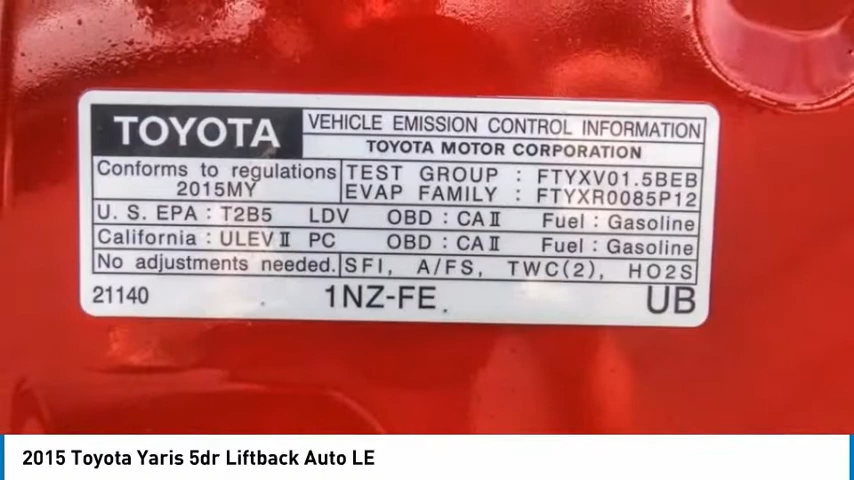 TOYOTA
VEHICLE EMISSION CONTROL INFORMATION
TOYOTA MOTOR CORPORATION
Conforms to regulations
2015MY
TEST GROUP : FTYXV01.5BEB
EVAP FAMILY : FTYXR0085P12
U. S. EPA : T2B5 LDV OBD : CAⅡ Fuel : Gasoline
California : ULEVⅡ PC OBD : CAⅡ Fuel : Gasoline
No adjustments needed. SFI, A/FS, TWC(2), HO2S
21140 1NZ-FE UB
2015 Toyota Yaris 5dr Liftback Auto LE